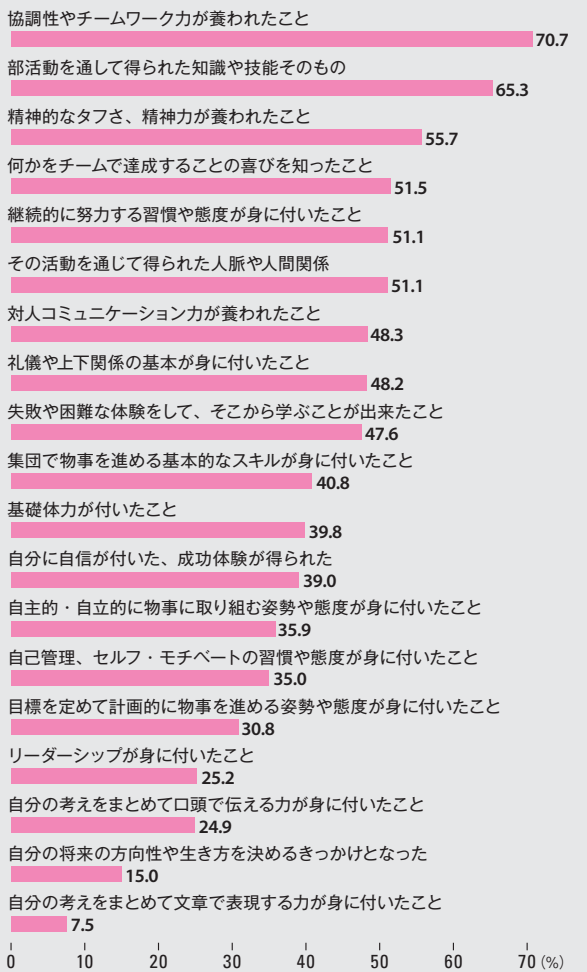 協調性やチームワーク力が養われたこと
70.7
部活動を通して得られた知識や技能そのもの
65.3
精神的なタフさ、精神力が養われたこと
55.7
何かをチームで達成することの喜びを知ったこと
51.5
継続的に努力する習慣や態度が身に付いたこと
51.1
その活動を通じて得られた人脈や人間関係
51.1
対人コミュニケーション力が養われたこと
48.3
礼儀や上下関係の基本が身に付いたこと
48.2
失敗や困難な体験をして、そこから学ぶことが出来たこと
47.6
集団で物事を進める基本的なスキルが身に付いたこと
40.8
基礎体力が付いたこと
39.8
自分に自信が付いた、成功体験が得られた
39.0
自主的・自立的に物事に取り組む姿勢や態度が身に付いたこと
35.9
自己管理、セルフ・モチベートの習慣や態度が身に付いたこと
35.0
目標を定めて計画的に物事を進める姿勢や態度が身に付いたこと
30.8
リーダーシップが身に付いたこと
25.2
自分の考えをまとめて口頭で伝える力が身に付いたこと
24.9
自分の将来の方向性や生き方を決めるきっかけとなった
15.0
自分の考えをまとめて文章で表現する力が身に付いたこと
7.5
0 10 20 30 40 50 60 70 (%)